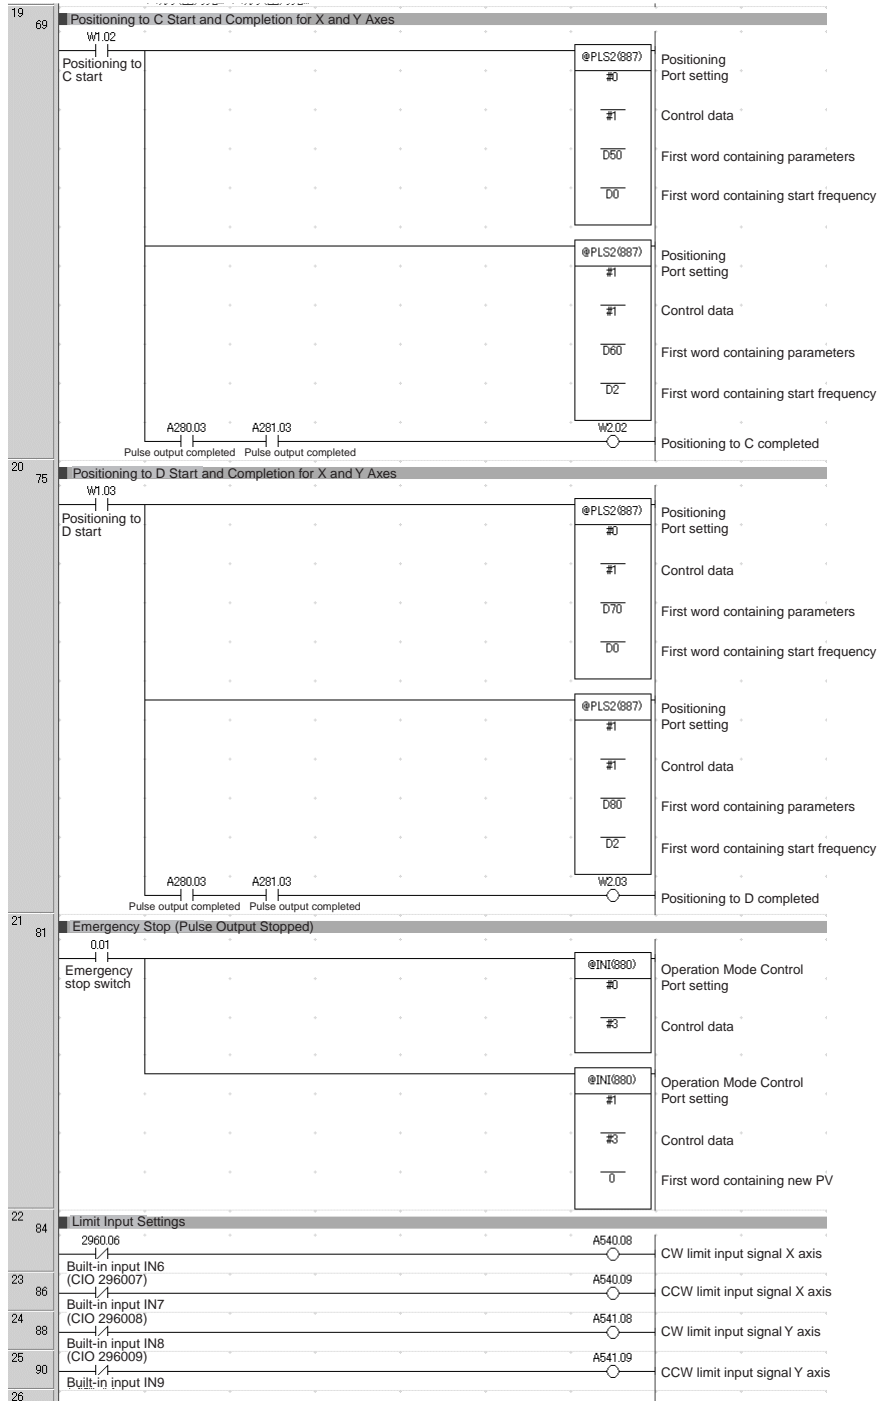 19
69
Positioning to C Start and Completion for X and Y Axes
W1.02
Positioning to
C start
@PLS2(887)
Positioning
#0
Port setting
#1
Control data
D50
First word containing parameters
D0
First word containing start frequency
@PLS2(887)
Positioning
#1
Port setting
#1
Control data
D60
First word containing parameters
D2
First word containing start frequency
A280.03 A281.03 W2.02
Pulse output completed Pulse output completed
Positioning to C completed
20
75
Positioning to D Start and Completion for X and Y Axes
W1.03
Positioning to
D start
@PLS2(887)
Positioning
#0
Port setting
#1
Control data
D70
First word containing parameters
D0
First word containing start frequency
@PLS2(887)
Positioning
#1
Port setting
#1
Control data
D80
First word containing parameters
D2
First word containing start frequency
A280.03 A281.03 W2.03
Pulse output completed Pulse output completed
Positioning to D completed
21
81
Emergency Stop (Pulse Output Stopped)
0.01
Emergency
stop switch
@INI(880)
Operation Mode Control
#0
Port setting
#3
Control data
@INI(880)
Operation Mode Control
#1
Port setting
#3
Control data
0
First word containing new PV
22
84
Limit Input Settings
2960.06 A540.08
CW limit input signal X axis
Built-in input IN6
23
86
(CIO 296007) A540.09
CCW limit input signal X axis
Built-in input IN7
24
88
(CIO 296008) A541.08
CW limit input signal Y axis
Built-in input IN8
25
90
(CIO 296009) A541.09
CCW limit input signal Y axis
Built-in input IN9
26